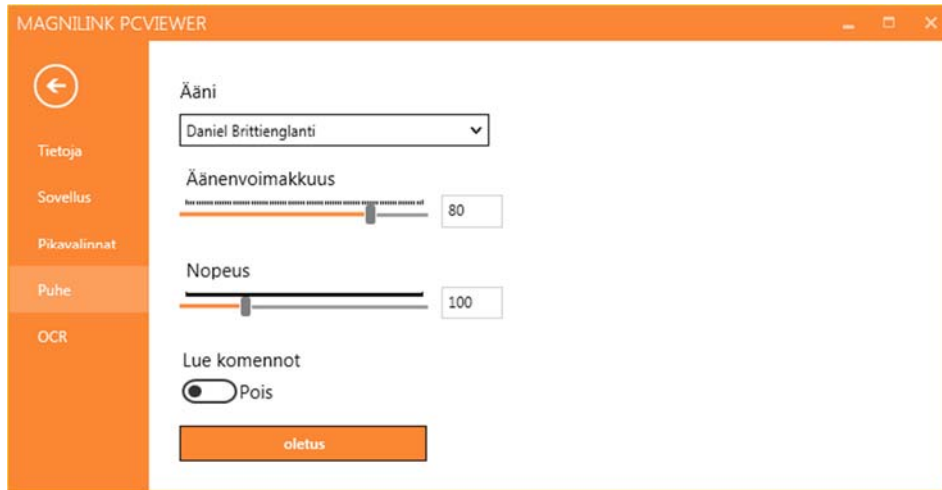 MAGNILINK PCVIEWER
Tietoja
Sovellus
Pikavalinnat
Puhe
OCR
Ääni
Daniel Brittienglanti
Äänenvoimakkuus
80
Nopeus
100
Lue komennot
Pois
oletus